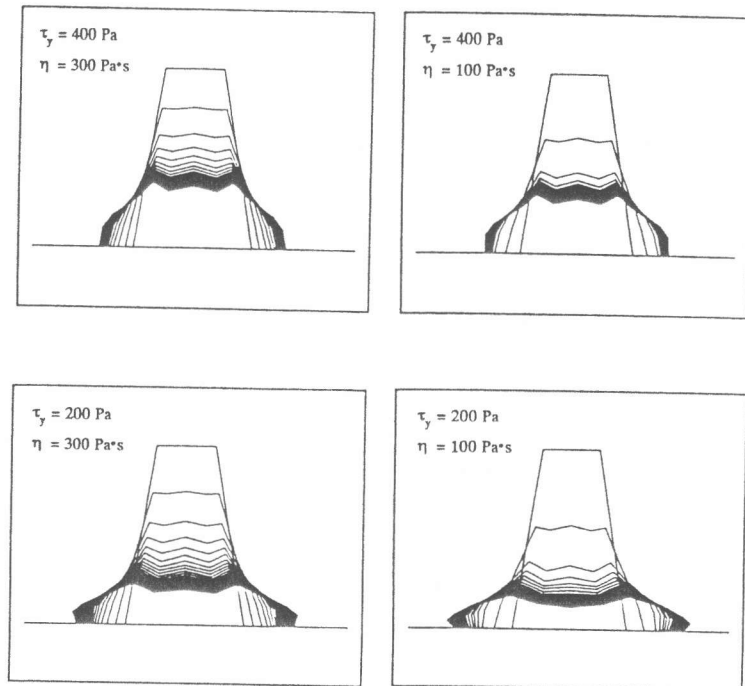 τy = 400 Pa
η = 300 Pa•s
τy = 400 Pa
η = 100 Pa•s
τy = 200 Pa
η = 300 Pa•s
τy = 200 Pa
η = 100 Pa•s